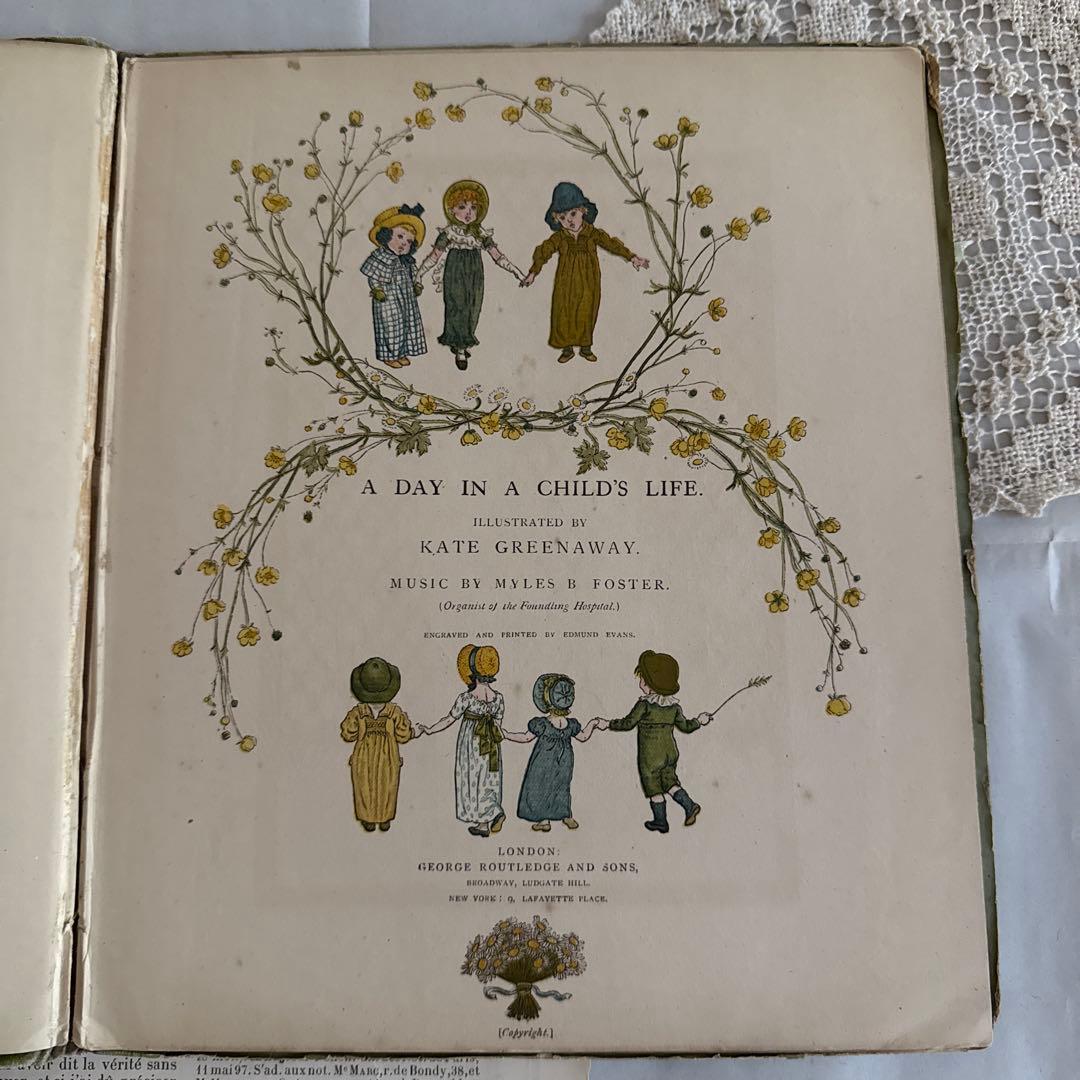 A DAY IN A CHILD'S LIFE.
ILLUSTRATED BY
KATE GREENAWAY.
MUSIC BY MYLES B FOSTER.
(Organist of the Foundling Hospital.)
ENGRAVED AND PRINTED BY EDMUND EVANS.
LONDON:
GEORGE ROUTLEDGE AND SONS,
BROADWAY, LUDGATE HILL.
NEW YORK: 9, LAFAYETTE PLACE.
[Copyright.]
dit la vérité sans
11 mai 97. S'ad. aux not. Me MARC, r. de Bondy, 38, et